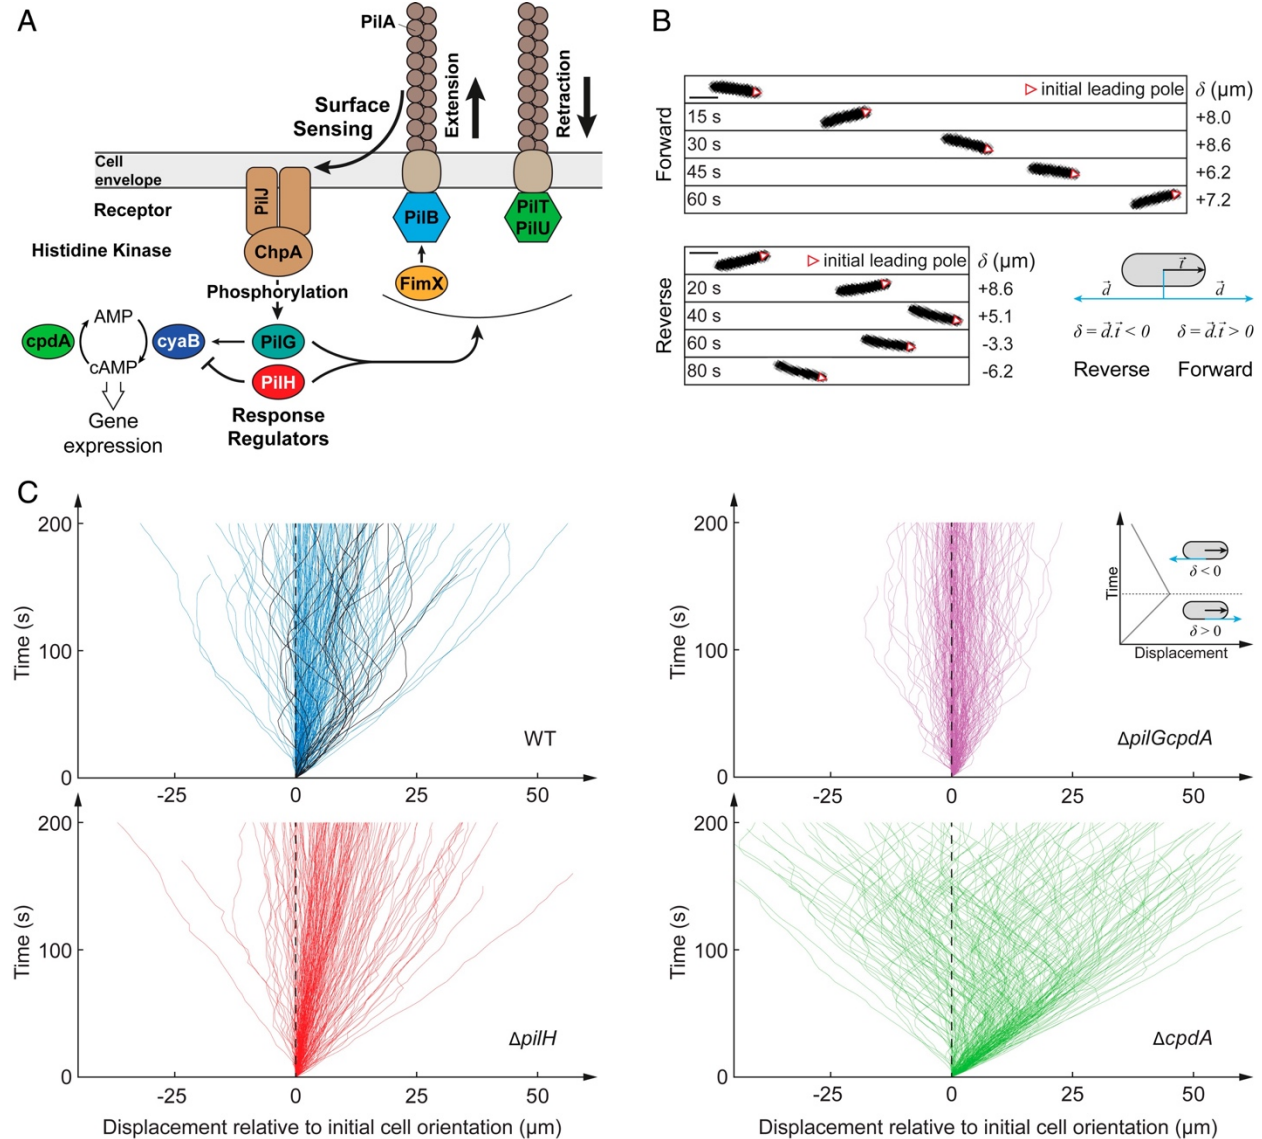 A
PilA
Surface
Sensing
Extension
Retraction
Cell
envelope
Receptor
PilJ
PilB
PilT
PilU
Histidine Kinase
ChpA
FimX
Phosphorylation
AMP
cpdA
cyaB
PilG
cAMP
PilH
Gene
expression
Response
Regulators
B
Forward
initial leading pole
δ (µm)
15 s
+8.0
30 s
+8.6
45 s
+6.2
60 s
+7.2
Reverse
initial leading pole
δ (µm)
20 s
+8.6
40 s
+5.1
60 s
-3.3
80 s
-6.2
t
d d
δ = d.t < 0 δ = d.t > 0
Reverse Forward
C
200
100
0
Time (s)
WT
-25 0 25 50
200
100
0
Time (s)
Time
δ < 0
δ > 0
Displacement
ΔpilGcpdA
-25 0 25 50
200
100
0
Time (s)
ΔpilH
-25 0 25 50
Displacement relative to initial cell orientation (µm)
200
100
0
Time (s)
ΔcpdA
-25 0 25 50
Displacement relative to initial cell orientation (µm)